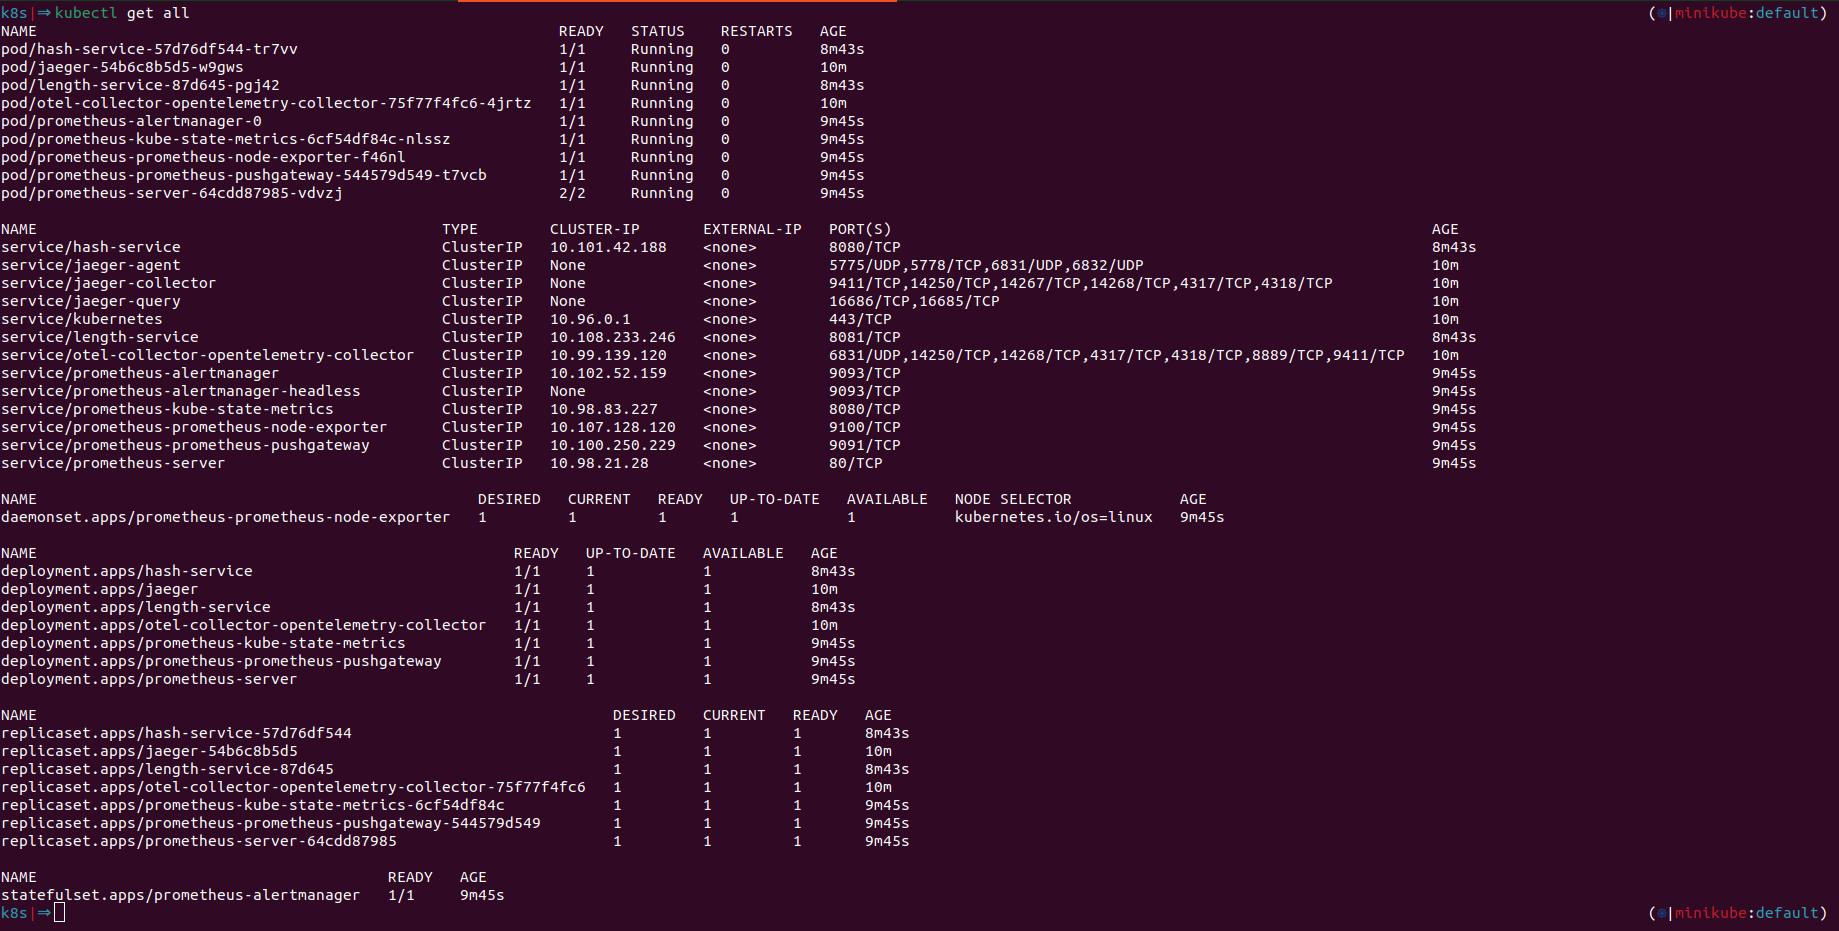 k8s|⇒ kubectl get all (⎈|minikube:default)
NAME READY STATUS RESTARTS AGE
pod/hash-service-57d76df544-tr7vv 1/1 Running 0 8m43s
pod/jaeger-54b6c8b5d5-w9gws 1/1 Running 0 10m
pod/length-service-87d645-pgj42 1/1 Running 0 8m43s
pod/otel-collector-opentelemetry-collector-75f77f4fc6-4jrtz 1/1 Running 0 10m
pod/prometheus-alertmanager-0 1/1 Running 0 9m45s
pod/prometheus-kube-state-metrics-6cf54df84c-nlssz 1/1 Running 0 9m45s
pod/prometheus-prometheus-node-exporter-f46nl 1/1 Running 0 9m45s
pod/prometheus-prometheus-pushgateway-544579d549-t7vcb 1/1 Running 0 9m45s
pod/prometheus-server-64cdd87985-vdvzj 2/2 Running 0 9m45s
NAME TYPE CLUSTER-IP EXTERNAL-IP PORT(S) AGE
service/hash-service ClusterIP 10.101.42.188 <none> 8080/TCP 8m43s
service/jaeger-agent ClusterIP None <none> 5775/UDP,5778/TCP,6831/UDP,6832/UDP 10m
service/jaeger-collector ClusterIP None <none> 9411/TCP,14250/TCP,14267/TCP,14268/TCP,4317/TCP,4318/TCP 10m
service/jaeger-query ClusterIP None <none> 16686/TCP,16685/TCP 10m
service/kubernetes ClusterIP 10.96.0.1 <none> 443/TCP 10m
service/length-service ClusterIP 10.108.233.246 <none> 8081/TCP 8m43s
service/otel-collector-opentelemetry-collector ClusterIP 10.99.139.120 <none> 6831/UDP,14250/TCP,14268/TCP,4317/TCP,4318/TCP,8889/TCP,9411/TCP 10m
service/prometheus-alertmanager ClusterIP 10.102.52.159 <none> 9093/TCP 9m45s
service/prometheus-alertmanager-headless ClusterIP None <none> 9093/TCP 9m45s
service/prometheus-kube-state-metrics ClusterIP 10.98.83.227 <none> 8080/TCP 9m45s
service/prometheus-prometheus-node-exporter ClusterIP 10.107.128.120 <none> 9100/TCP 9m45s
service/prometheus-prometheus-pushgateway ClusterIP 10.100.250.229 <none> 9091/TCP 9m45s
service/prometheus-server ClusterIP 10.98.21.28 <none> 80/TCP 9m45s
NAME DESIRED CURRENT READY UP-TO-DATE AVAILABLE NODE SELECTOR AGE
daemonset.apps/prometheus-prometheus-node-exporter 1 1 1 1 1 kubernetes.io/os=linux 9m45s
NAME READY UP-TO-DATE AVAILABLE AGE
deployment.apps/hash-service 1/1 1 1 8m43s
deployment.apps/jaeger 1/1 1 1 10m
deployment.apps/length-service 1/1 1 1 8m43s
deployment.apps/otel-collector-opentelemetry-collector 1/1 1 1 10m
deployment.apps/prometheus-kube-state-metrics 1/1 1 1 9m45s
deployment.apps/prometheus-prometheus-pushgateway 1/1 1 1 9m45s
deployment.apps/prometheus-server 1/1 1 1 9m45s
NAME DESIRED CURRENT READY AGE
replicaset.apps/hash-service-57d76df544 1 1 1 8m43s
replicaset.apps/jaeger-54b6c8b5d5 1 1 1 10m
replicaset.apps/length-service-87d645 1 1 1 8m43s
replicaset.apps/otel-collector-opentelemetry-collector-75f77f4fc6 1 1 1 10m
replicaset.apps/prometheus-kube-state-metrics-6cf54df84c 1 1 1 9m45s
replicaset.apps/prometheus-prometheus-pushgateway-544579d549 1 1 1 9m45s
replicaset.apps/prometheus-server-64cdd87985 1 1 1 9m45s
NAME READY AGE
statefulset.apps/prometheus-alertmanager 1/1 9m45s
k8s|⇒ (⎈|minikube:default)